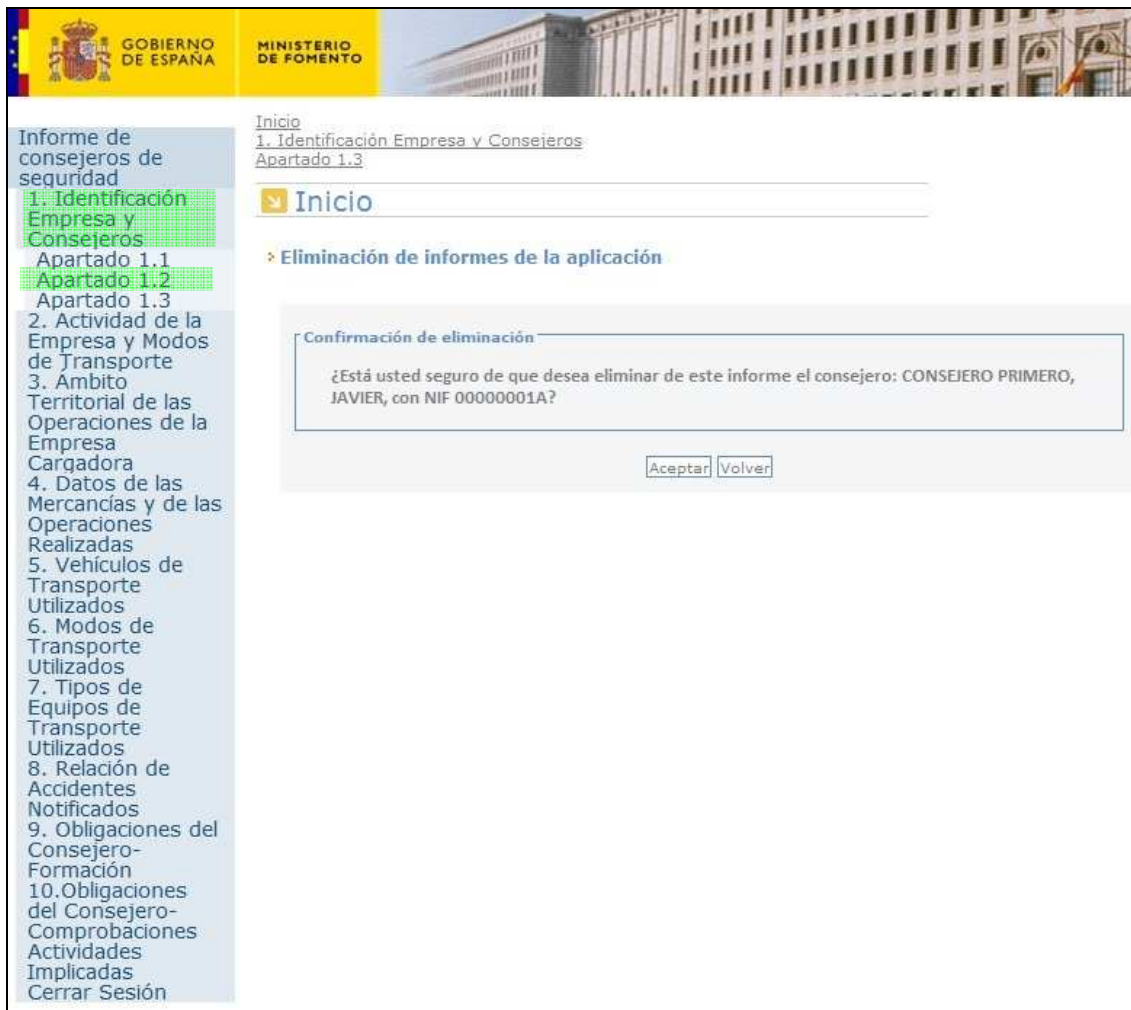 GOBIERNO
DE ESPAÑA
MINISTERIO
DE FOMENTO
Informe de
consejeros de
seguridad
1. Identificación
Empresa y
Consejeros
Apartado 1.1
Apartado 1.2
Apartado 1.3
2. Actividad de la
Empresa y Modos
de Transporte
3. Ámbito
Territorial de las
Operaciones de la
Empresa
Cargadora
4. Datos de las
Mercancías y de las
Operaciones
Realizadas
5. Vehículos de
Transporte
Utilizados
6. Modos de
Transporte
Utilizados
7. Tipos de
Equipos de
Transporte
Utilizados
8. Relación de
Accidentes
Notificados
9. Obligaciones del
Consejero-
Formación
10.Obligaciones
del Consejero-
Comprobaciones
Actividades
Implicadas
Cerrar Sesión
Inicio
1. Identificación Empresa y Consejeros
Apartado 1.3
Inicio
Eliminación de informes de la aplicación
Confirmación de eliminación
¿Está usted seguro de que desea eliminar de este informe el consejero: CONSEJERO PRIMERO,
JAVIER, con NIF 00000001A?
Aceptar Volver